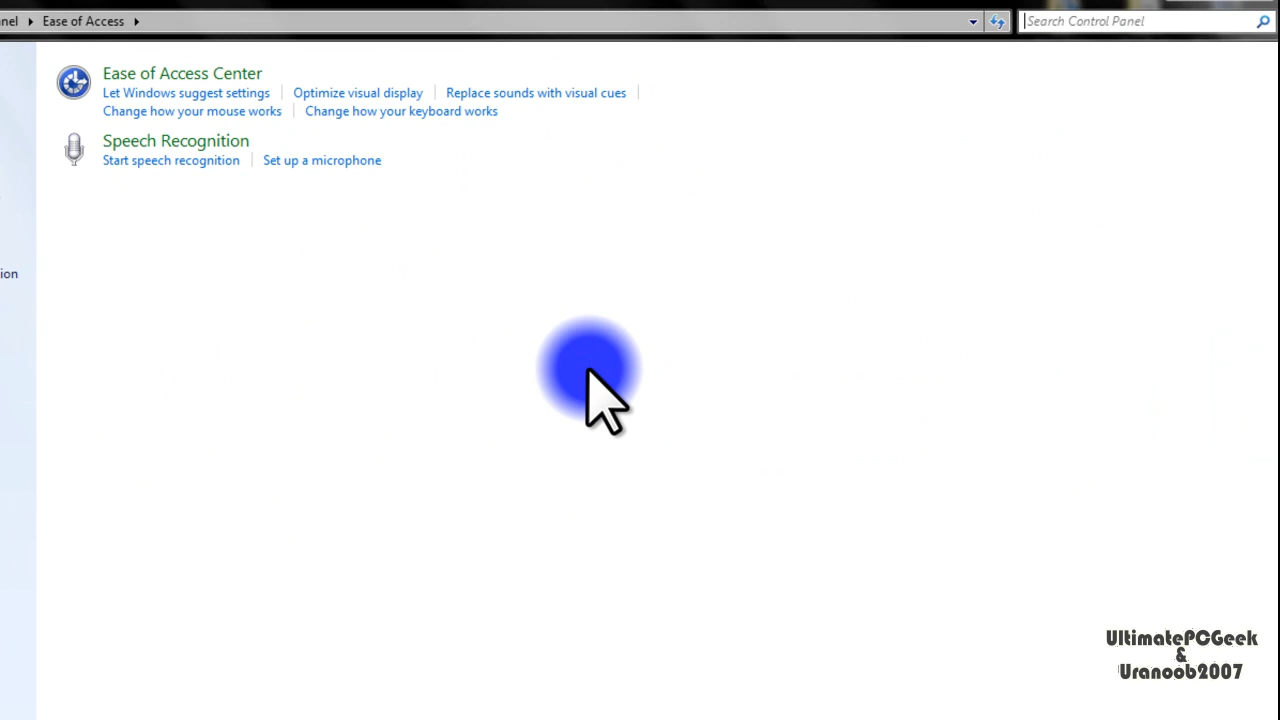 nel ▸ Ease of Access ▸
Search Control Panel
Ease of Access Center
Let Windows suggest settings | Optimize visual display | Replace sounds with visual cues |
Change how your mouse works | Change how your keyboard works
Speech Recognition
Start speech recognition | Set up a microphone
ion
UltimatePCGeek
&
Uranoob2007